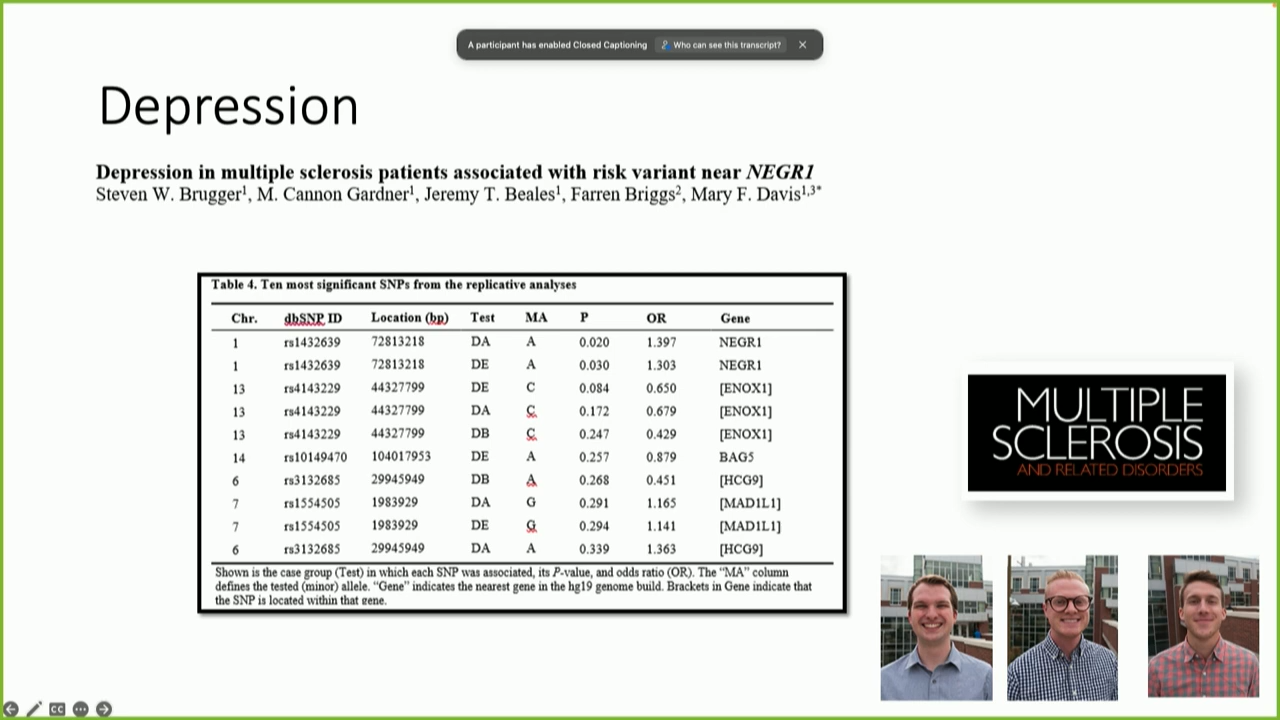 A participant has enabled Closed Captioning Who can see this transcript?
Depression
Depression in multiple sclerosis patients associated with risk variant near NEGR1
Steven W. Brugger1, M. Cannon Gardner1, Jeremy T. Beales1, Farren Briggs2, Mary F. Davis1,3*
Table 4. Ten most significant SNPs from the replicative analyses
Chr. dbSNP ID Location (bp) Test MA P OR Gene
1 rs1432639 72813218 DA A 0.020 1.397 NEGR1
1 rs1432639 72813218 DE A 0.030 1.303 NEGR1
13 rs4143229 44327799 DE C 0.084 0.650 [ENOX1]
13 rs4143229 44327799 DA C 0.172 0.679 [ENOX1]
13 rs4143229 44327799 DB C 0.247 0.429 [ENOX1]
14 rs10149470 104017953 DE A 0.257 0.879 BAG5
6 rs3132685 29945949 DB A 0.268 0.451 [HCG9]
7 rs1554505 1983929 DA G 0.291 1.165 [MAD1L1]
7 rs1554505 1983929 DE G 0.294 1.141 [MAD1L1]
6 rs3132685 29945949 DA A 0.339 1.363 [HCG9]
Shown is the case group (Test) in which each SNP was associated, its P-value, and odds ratio (OR). The “MA” column
defines the tested (minor) allele. “Gene” indicates the nearest gene in the hg19 genome build. Brackets in Gene indicate that
the SNP is located within that gene.
MULTIPLE
SCLEROSIS
AND RELATED DISORDERS
CC